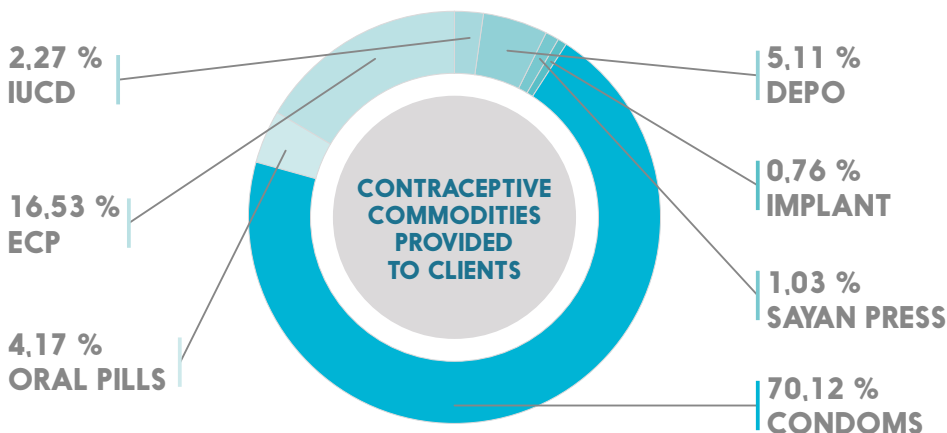 2,27 %
IUCD
16,53 %
ECP
4,17 %
ORAL PILLS
CONTRACEPTIVE
COMMODITIES
PROVIDED
TO CLIENTS
5,11 %
DEPO
0,76 %
IMPLANT
1,03 %
SAYAN PRESS
70,12 %
CONDOMS